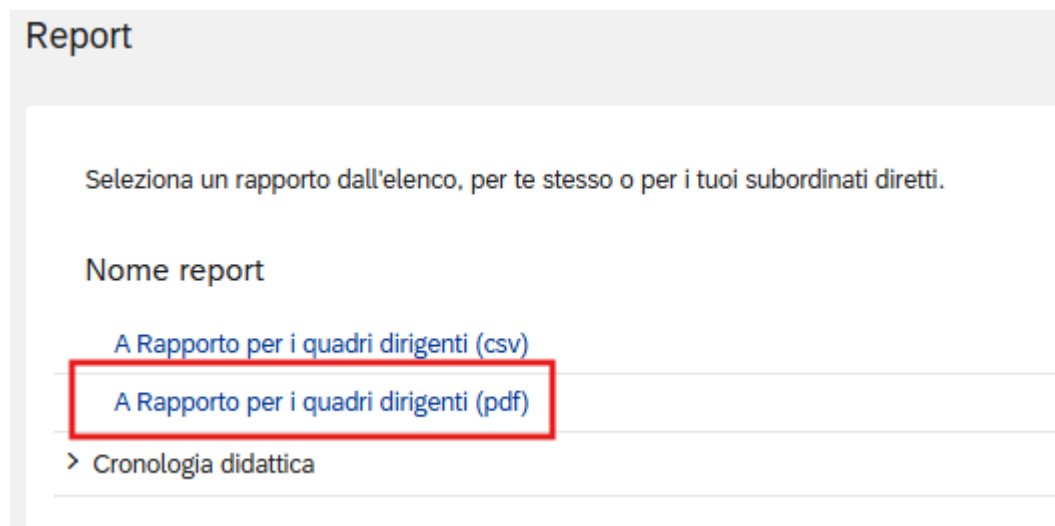 Report
Seleziona un rapporto dall'elenco, per te stesso o per i tuoi subordinati diretti.
Nome report
A Rapporto per i quadri dirigenti (csv)
A Rapporto per i quadri dirigenti (pdf)
Cronologia didattica